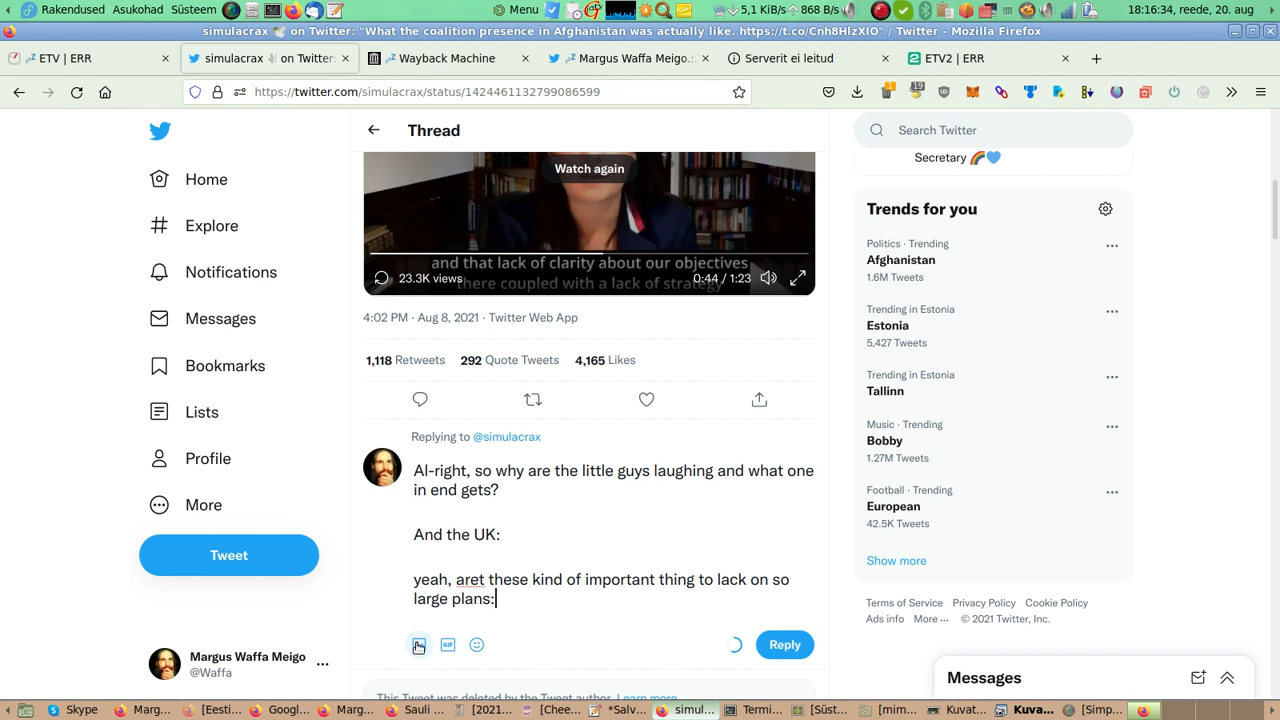 Rakendused Asukohad Süsteem
Menu
5,1 KiB/s
868 B/s
18:16:34, reede, 20. aug
simulacrax 🕊 on Twitter: "What the coalition presence in Afghanistan was actually like. https://t.co/Cnh8HlzXIO" / Twitter - Mozilla Firefox
ETV | ERR
simulacrax 🕊 on Twitter:
Wayback Machine
Margus Waffa Meigo.:
Serverit ei leitud
ETV2 | ERR
https://twitter.com/simulacrax/status/1424461132799086599
Home
Explore
Notifications
Messages
Bookmarks
Lists
Profile
More
Tweet
Margus Waffa Meigo
@Waffa
Thread
Watch again
and that lack of clarity about our objectives
there coupled with a lack of strategy
23.3K views
0:44 / 1:23
4:02 PM · Aug 8, 2021 · Twitter Web App
1,118 Retweets 292 Quote Tweets 4,165 Likes
Replying to @simulacrax
Al-right, so why are the little guys laughing and what one
in end gets?
And the UK:
yeah, aret these kind of important thing to lack on so
large plans:
GIF
Reply
This Tweet was deleted by the Tweet author. Learn more
Search Twitter
Secretary 🌈💙
Trends for you
Politics · Trending
Afghanistan
1.6M Tweets
Trending in Estonia
Estonia
5,427 Tweets
Trending in Estonia
Tallinn
Music · Trending
Bobby
1.27M Tweets
Football · Trending
European
42.5K Tweets
Show more
Terms of Service Privacy Policy Cookie Policy
Ads info More ··· © 2021 Twitter, Inc.
Messages
Skype
Marg...
[Eesti...
Googl...
Marg...
Sauli ...
[2021...
[Chee...
*Salv...
simul...
Termi...
[Süst...
[mim...
Kuvat...
Kuva...
[Simp...